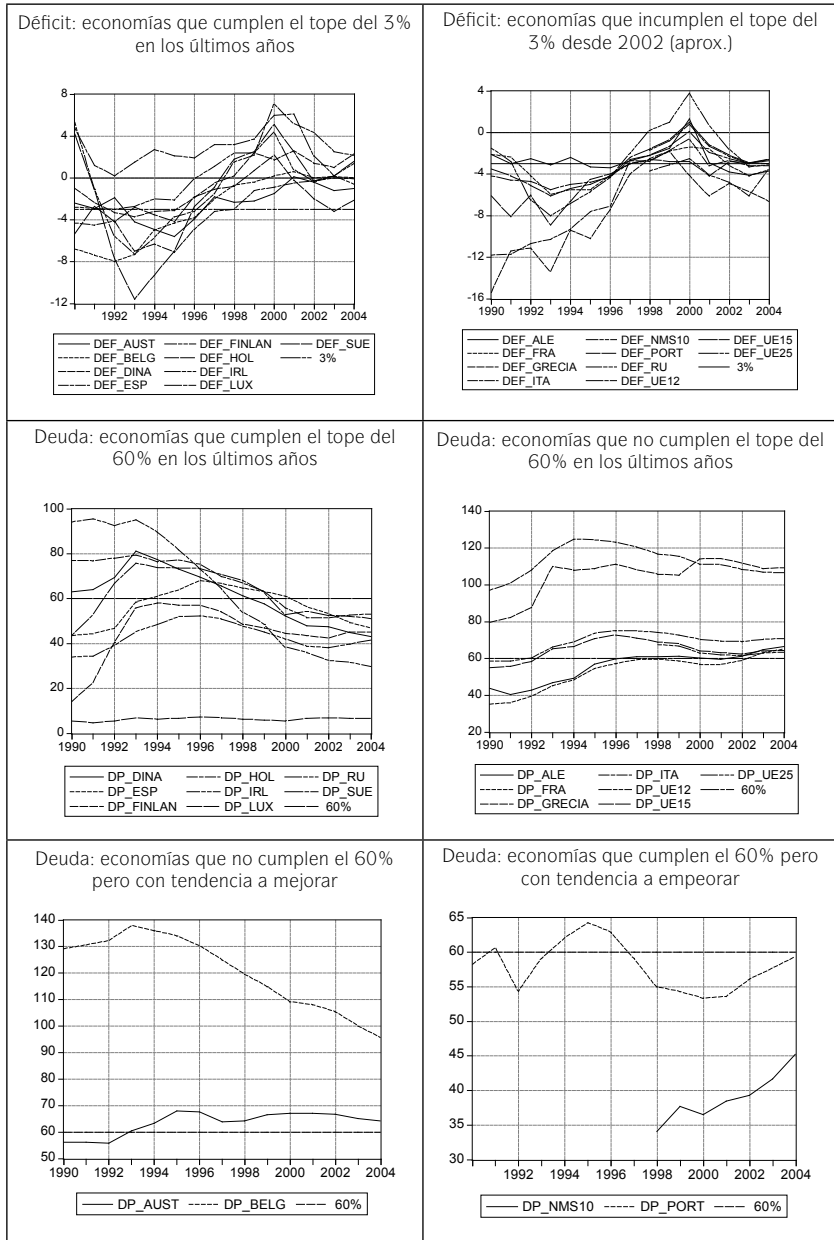 Déficit: economías que cumplen el tope del 3%
en los últimos años
8
4
0
-4
-8
-12
1992 1994 1996 1998 2000 2002 2004
DEF_AUST DEF_FINLAN DEF_SUE
DEF_BELG DEF_HOL 3%
DEF_DINA DEF_IRL
DEF_ESP DEF_LUX
Déficit: economías que incumplen el tope del
3% desde 2002 (aprox.)
4
0
-4
-8
-12
-16
1990 1992 1994 1996 1998 2000 2002 2004
DEF_ALE DEF_NMS10 DEF_UE15
DEF_FRA DEF_PORT DEF_UE25
DEF_GRECIA DEF_RU 3%
DEF_ITA DEF_UE12
Deuda: economías que cumplen el tope del
60% en los últimos años
100
80
60
40
20
0
1990 1992 1994 1996 1998 2000 2002 2004
DP_DINA DP_HOL DP_RU
DP_ESP DP_IRL DP_SUE
DP_FINLAN DP_LUX 60%
Deuda: economías que no cumplen el tope del
60% en los últimos años
140
120
100
80
60
40
20
1990 1992 1994 1996 1998 2000 2002 2004
DP_ALE DP_ITA DP_UE25
DP_FRA DP_UE12 60%
DP_GRECIA DP_UE15
Deuda: economías que no cumplen el 60%
pero con tendencia a mejorar
140
130
120
110
100
90
80
70
60
50
1990 1992 1994 1996 1998 2000 2002 2004
DP_AUST DP_BELG 60%
Deuda: economías que cumplen el 60% pero
con tendencia a empeorar
65
60
55
50
45
40
35
30
1992 1994 1996 1998 2000 2002 2004
DP_NMS10 DP_PORT 60%